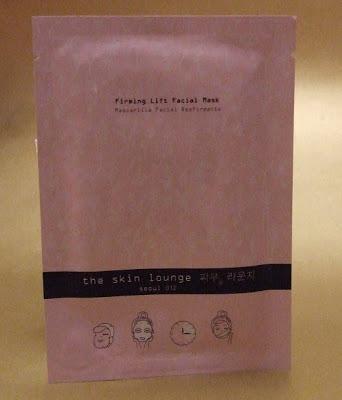 Firming Lift Facial Mask
Mascarilla Facial Reafirmante
the skin lounge 피부 라운지
seoul 012